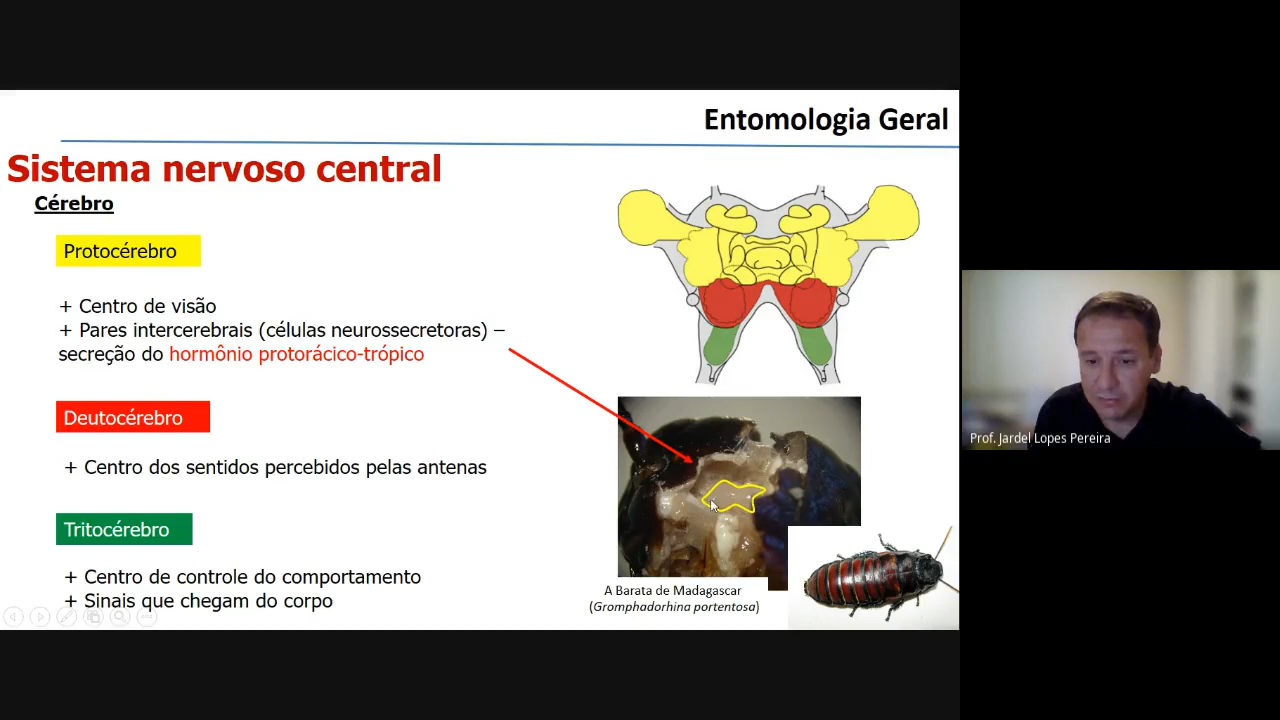 Entomologia Geral
Sistema nervoso central
Cérebro
Protocérebro
+ Centro de visão
+ Pares intercerebrais (células neurossecretoras) –
secreção do hormônio protorácico-trópico
Deutocérebro
+ Centro dos sentidos percebidos pelas antenas
Tritocérebro
+ Centro de controle do comportamento
+ Sinais que chegam do corpo
A Barata de Madagascar
(Gromphadorhina portentosa)
Prof. Jardel Lopes Pereira